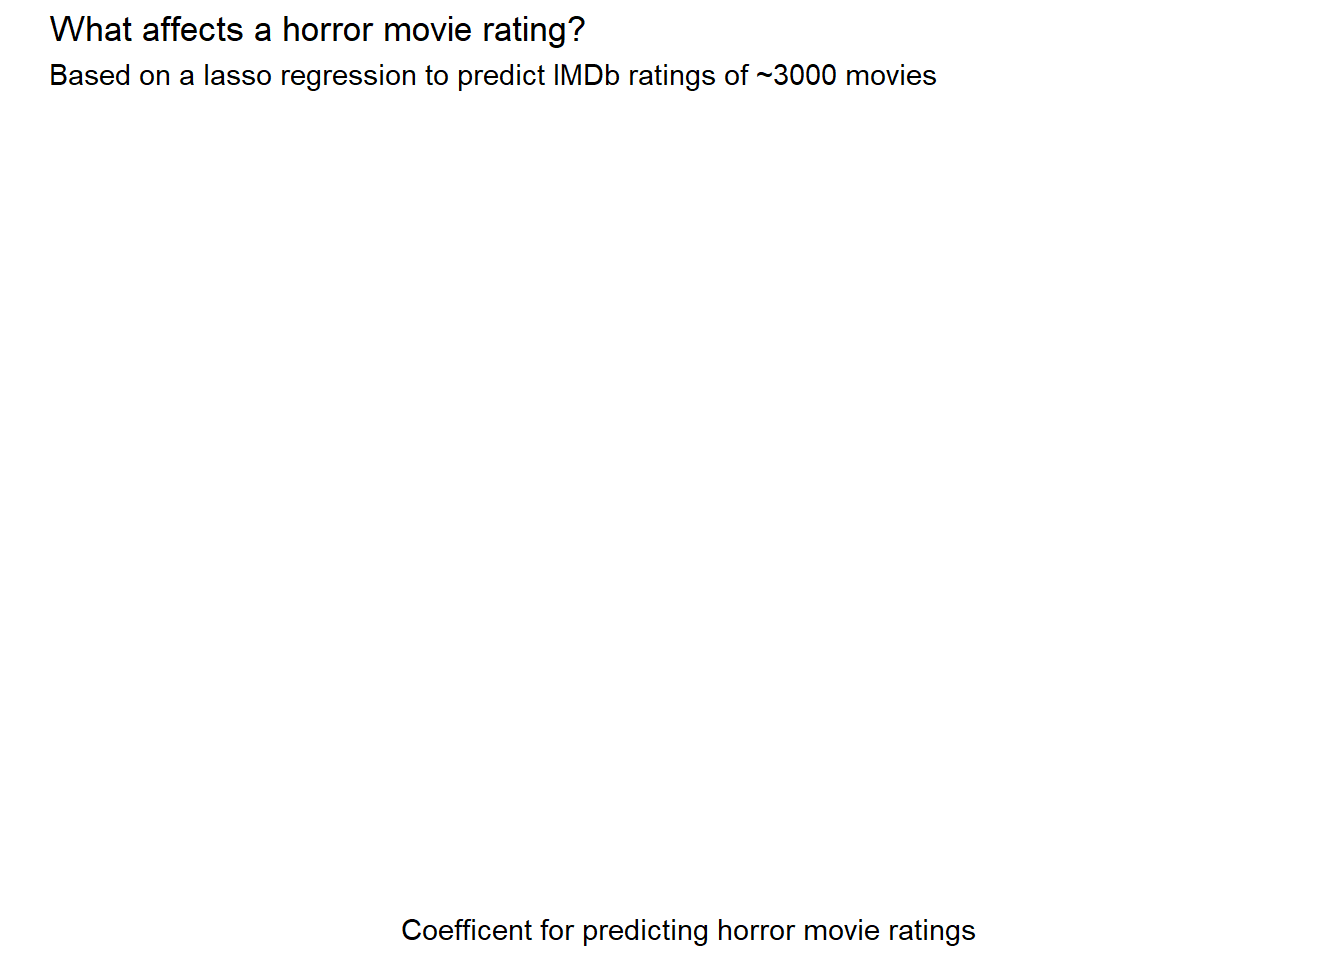 What affects a horror movie rating?
Based on a lasso regression to predict IMDb ratings of ~3000 movies
Coefficent for predicting horror movie ratings